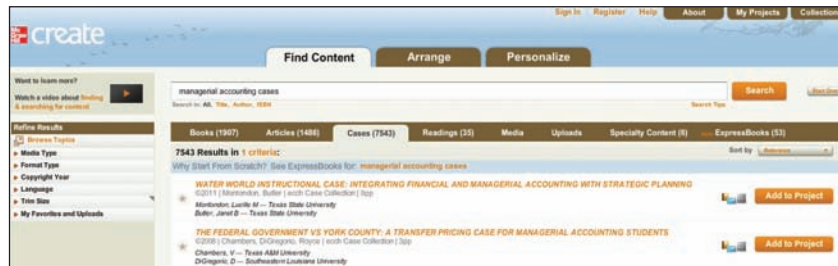 Sign In Register Help About My Projects Collection
create
Find Content Arrange Personalize
Want to learn more?
Watch a video about finding
& searching for content
managerial accounting cases
Search
Search in: All, Title, Author, ISBN
Search Tips
Refine Results
Browse Topics
Media Type
Format Type
Copyright Year
Language
Trim Size
My Favorites and Uploads
Books (1907) Articles (1486) Cases (7543) Readings (35) Media Uploads Specialty Content (6) ExpressBooks (53)
7543 Results in 1 criteria:
Sort by Relevance
Why Start From Scratch? See ExpressBooks for: managerial accounting cases
WATER WORLD INSTRUCTIONAL CASE: INTEGRATING FINANCIAL AND MANAGERIAL ACCOUNTING WITH STRATEGIC PLANNING
©2011 | Montondon, Butler | ecch Case Collection | 3pp
Montondon, Lucille M — Texas State University
Butler, Janet B — Texas State University
Add to Project
THE FEDERAL GOVERNMENT VS YORK COUNTY: A TRANSFER PRICING CASE FOR MANAGERIAL ACCOUNTING STUDENTS
©2008 | Chambers, DiGregorio, Royce | ecch Case Collection | 3pp
Chambers, V — Texas A&M University
DiGregorio, D — Southeastern Louisiana University
Add to Project